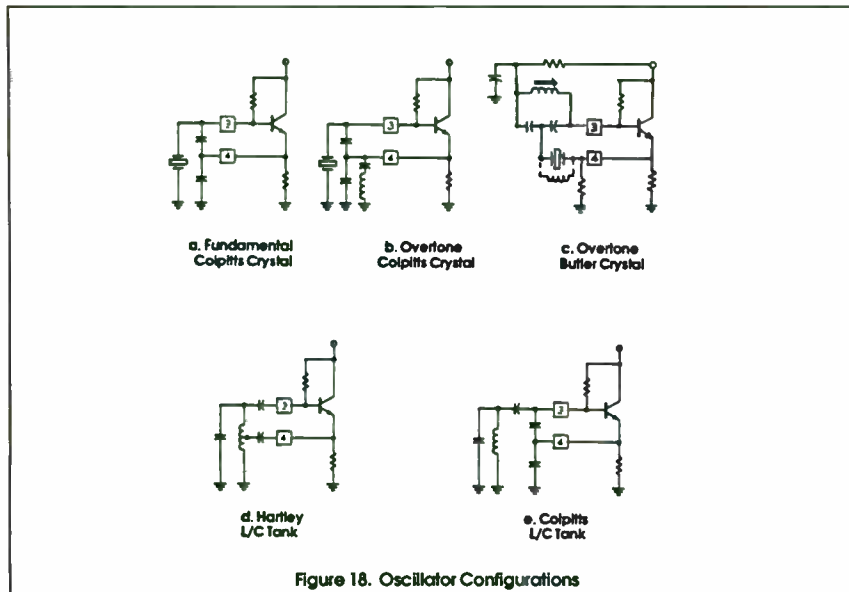 3
4
a. Fundamental
Colpitts Crystal
3
4
b. Overtone
Colpitts Crystal
3
4
c. Overtone
Butler Crystal
3
4
d. Hartley
L/C Tank
3
4
e. Colpitts
L/C Tank
Figure 18. Oscillator Configurations